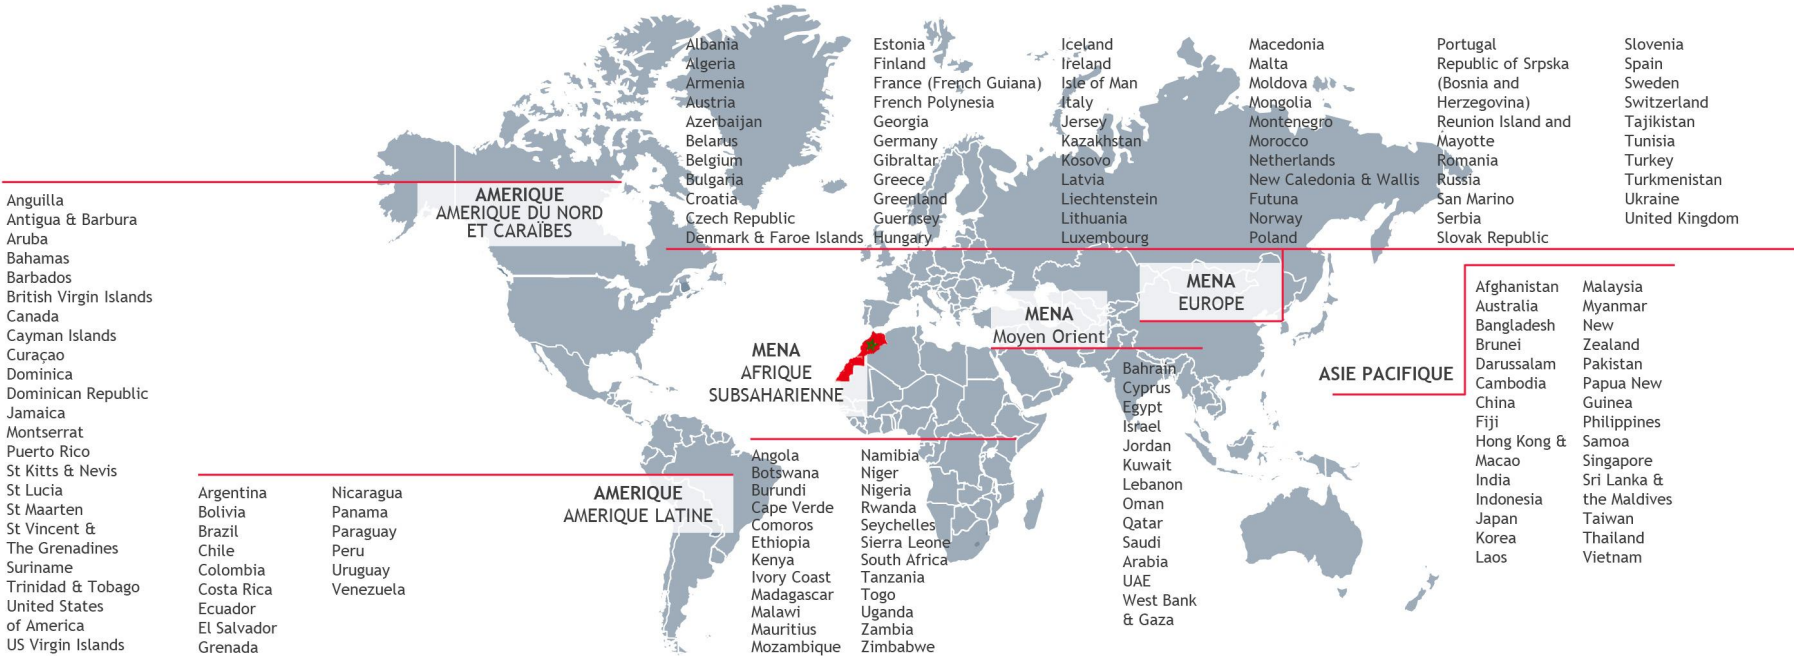 Albania
Algeria
Armenia
Austria
Azerbaijan
Belarus
Belgium
Bulgaria
Croatia
Czech Republic
Denmark & Faroe Islands
Estonia
Finland
France (French Guiana)
French Polynesia
Georgia
Germany
Gibraltar
Greece
Greenland
Guernsey
Hungary
Iceland
Ireland
Isle of Man
Italy
Jersey
Kazakhstan
Kosovo
Latvia
Liechtenstein
Lithuania
Luxembourg
Macedonia
Malta
Moldova
Mongolia
Montenegro
Morocco
Netherlands
New Caledonia & Wallis
Futuna
Norway
Poland
Portugal
Republic of Srpska
(Bosnia and
Herzegovina)
Reunion Island and
Mayotte
Romania
Russia
San Marino
Serbia
Slovak Republic
Slovenia
Spain
Sweden
Switzerland
Tajikistan
Tunisia
Turkey
Turkmenistan
Ukraine
United Kingdom
AMERIQUE
AMERIQUE DU NORD
ET CARAÏBES
Anguilla
Antigua & Barbura
Aruba
Bahamas
Barbados
British Virgin Islands
Canada
Cayman Islands
Curaçao
Dominica
Dominican Republic
Jamaica
Montserrat
Puerto Rico
St Kitts & Nevis
St Lucia
St Maarten
St Vincent &
The Grenadines
Suriname
Trinidad & Tobago
United States
of America
US Virgin Islands
MENA
EUROPE
MENA
Moyen Orient
Bahrain
Cyprus
Egypt
Israel
Jordan
Kuwait
Lebanon
Oman
Qatar
Saudi
Arabia
UAE
West Bank
& Gaza
MENA
AFRIQUE
SUBSAHARIENNE
Angola
Botswana
Burundi
Cape Verde
Comoros
Ethiopia
Kenya
Ivory Coast
Madagascar
Malawi
Mauritius
Mozambique
Namibia
Niger
Nigeria
Rwanda
Seychelles
Sierra Leone
South Africa
Tanzania
Togo
Uganda
Zambia
Zimbabwe
ASIE PACIFIQUE
Afghanistan
Australia
Bangladesh
Brunei
Darussalam
Cambodia
China
Fiji
Hong Kong &
Macao
India
Indonesia
Japan
Korea
Laos
Malaysia
Myanmar
New
Zealand
Pakistan
Papua New
Guinea
Philippines
Samoa
Singapore
Sri Lanka &
the Maldives
Taiwan
Thailand
Vietnam
AMERIQUE
AMERIQUE LATINE
Argentina
Bolivia
Brazil
Chile
Colombia
Costa Rica
Ecuador
El Salvador
Grenada
Nicaragua
Panama
Paraguay
Peru
Uruguay
Venezuela